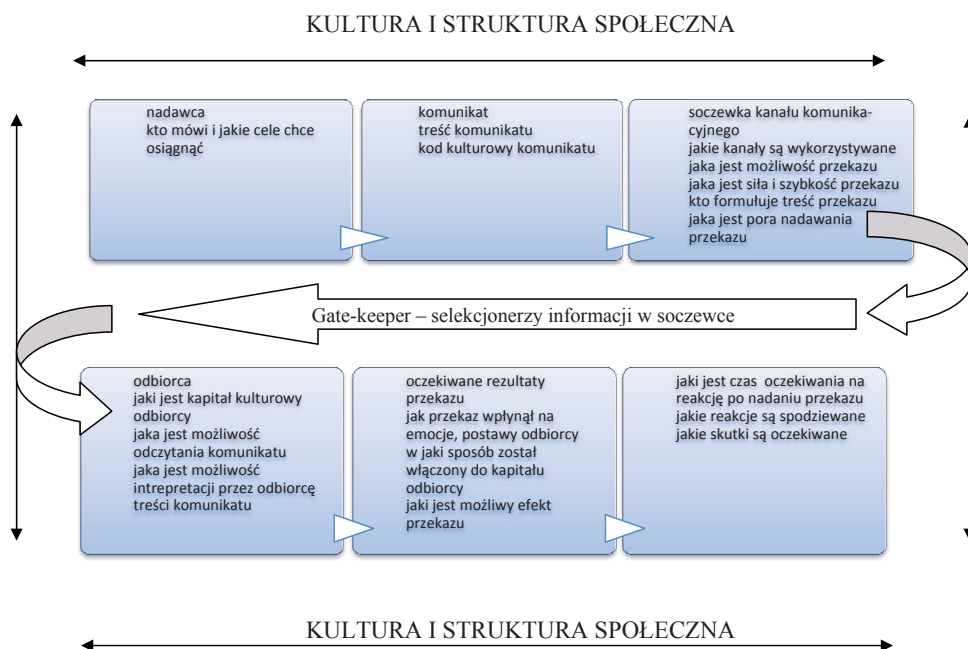 KULTURA I STRUKTURA SPOŁECZNA
nadawca
kto mówi i jakie cele chce
osiągnąć
komunikat
treść komunikatu
kod kulturowy komunikatu
soczewka kanału komunika-
cyjnego
jakie kanały są wykorzystywane
jaka jest możliwość przekazu
jaka jest siła i szybkość przekazu
kto formułuje treść przekazu
jaka jest pora nadawania
przekazu
Gate-keeper – selekcjonerzy informacji w soczewce
odbiorca
jaki jest kapitał kulturowy
odbiorcy
jaka jest możliwość
odczytania komunikatu
jaka jest możliwość
intrepretacji przez odbiorcę
treści komunikatu
oczekiwane rezultaty
przekazu
jak przekaz wpłynął na
emocje, postawy odbiorcy
w jaki sposób został
włączony do kapitału
odbiorcy
jaki jest możliwy efekt
przekazu
jaki jest czas oczekiwania na
reakcję po nadaniu przekazu
jakie reakcje są spodziewane
jakie skutki są oczekiwane
KULTURA I STRUKTURA SPOŁECZNA